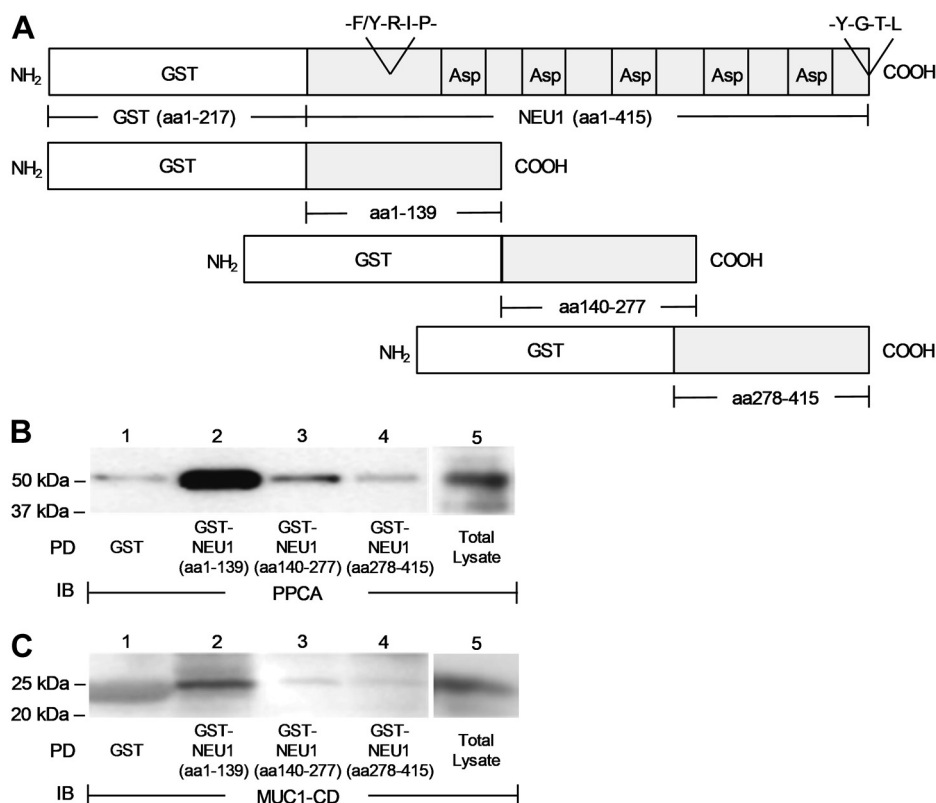 A
-F/Y-R-I-P-
-Y-G-T-L
NH2 GST Asp Asp Asp Asp Asp COOH
GST (aa1-217) NEU1 (aa1-415)
NH2 GST COOH
aa1-139
NH2 GST COOH
aa140-277
NH2 GST COOH
aa278-415
B
1 2 3 4 5
50 kDa –
37 kDa –
PD GST GST-NEU1 (aa1-139) GST-NEU1 (aa140-277) GST-NEU1 (aa278-415) Total Lysate
IB PPCA
C
1 2 3 4 5
25 kDa –
20 kDa –
PD GST GST-NEU1 (aa1-139) GST-NEU1 (aa140-277) GST-NEU1 (aa278-415) Total Lysate
IB MUC1-CD